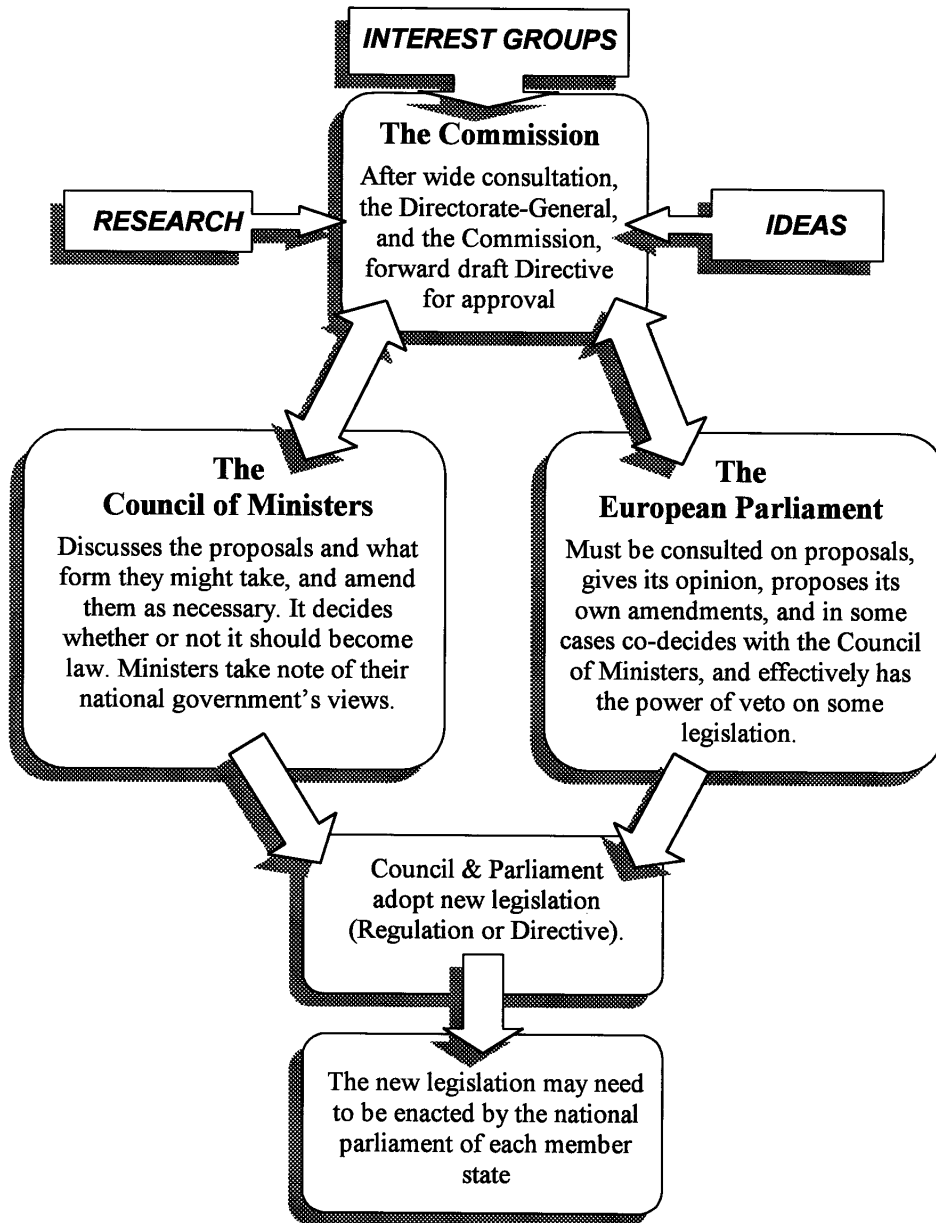 INTEREST GROUPS
The Commission
After wide consultation,
the Directorate-General,
and the Commission,
forward draft Directive
for approval
RESEARCH
IDEAS
The
Council of Ministers
Discusses the proposals and what
form they might take, and amend
them as necessary. It decides
whether or not it should become
law. Ministers take note of their
national government's views.
The
European Parliament
Must be consulted on proposals,
gives its opinion, proposes its
own amendments, and in some
cases co-decides with the Council
of Ministers, and effectively has
the power of veto on some
legislation.
Council & Parliament
adopt new legislation
(Regulation or Directive).
The new legislation may need
to be enacted by the national
parliament of each member
state